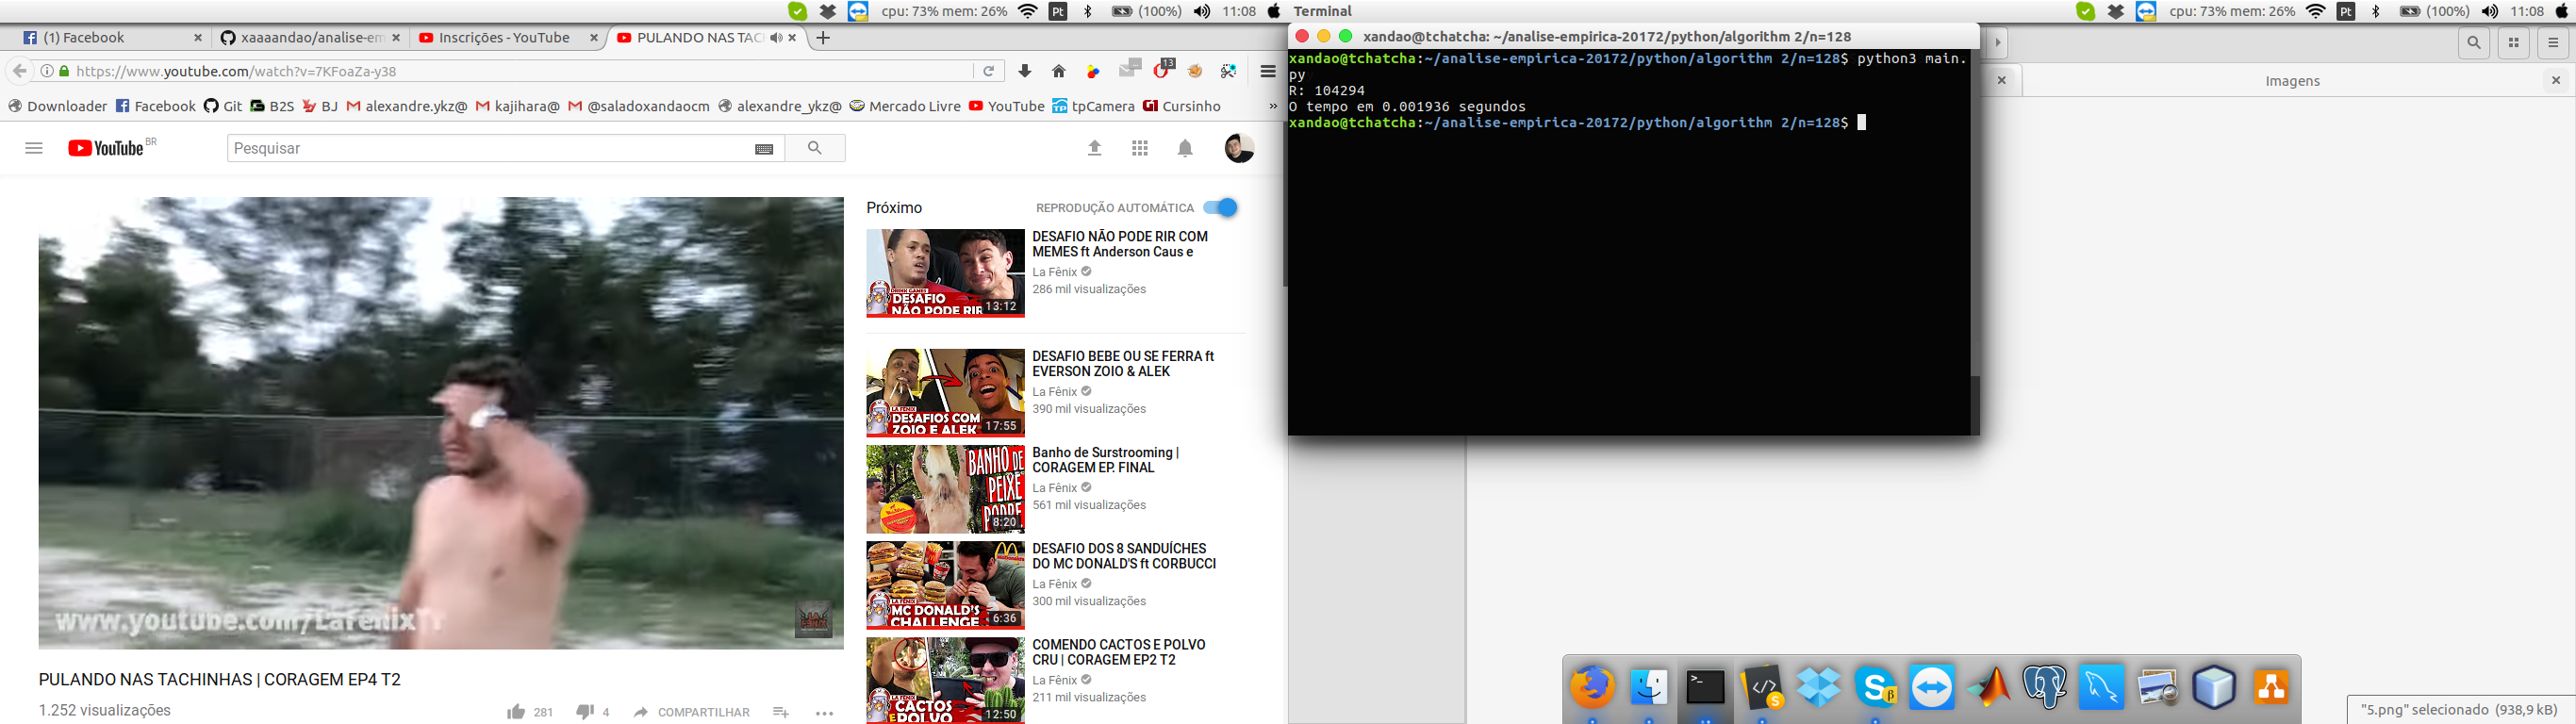 cpu: 73% mem: 26% Pt (100%) 11:08
Terminal
cpu: 73% mem: 26% Pt (100%) 11:08
(1) Facebook
xaaaandao/analise-em
Inscrições - YouTube
PULANDO NAS TAC
https://www.youtube.com/watch?v=7KFoaZa-y38
13
Downloader Facebook Git B2S BJ alexandre.ykz@ kajihara@ @saladoxandaocm alexandre_ykz@ Mercado Livre YouTube tpCamera Cursinho »
YouTube BR
Pesquisar
www.youtube.com/LafenixTr
PULANDO NAS TACHINHAS | CORAGEM EP4 T2
1.252 visualizações
281
4
COMPARTILHAR
Próximo
REPRODUÇÃO AUTOMÁTICA
DESAFIO
NÃO PODE RIR
13:12
DESAFIO NÃO PODE RIR COM
MEMES ft Anderson Caus e
La Fênix
286 mil visualizações
DESAFIOS COM
ZOIO E ALEK
17:55
DESAFIO BEBE OU SE FERRA ft
EVERSON ZOIO & ALEK
La Fênix
390 mil visualizações
BANHO DE
PEIXE
PODRE
8:20
Banho de Surstrooming |
CORAGEM EP. FINAL
La Fênix
561 mil visualizações
MC DONALD'S
CHALLENGE
6:36
DESAFIO DOS 8 SANDUÍCHES
DO MC DONALD'S ft CORBUCCI
La Fênix
300 mil visualizações
CACTOS
E POLVO
12:50
COMENDO CACTOS E POLVO
CRU | CORAGEM EP2 T2
La Fênix
211 mil visualizações
xandao@tchatcha: ~/analise-empirica-20172/python/algorithm 2/n=128
xandao@tchatcha:~/analise-empirica-20172/python/algorithm 2/n=128$ python3 main.
py
R: 104294
O tempo em 0.001936 segundos
xandao@tchatcha:~/analise-empirica-20172/python/algorithm 2/n=128$
Imagens
"5.png" selecionado (938,9 kB)